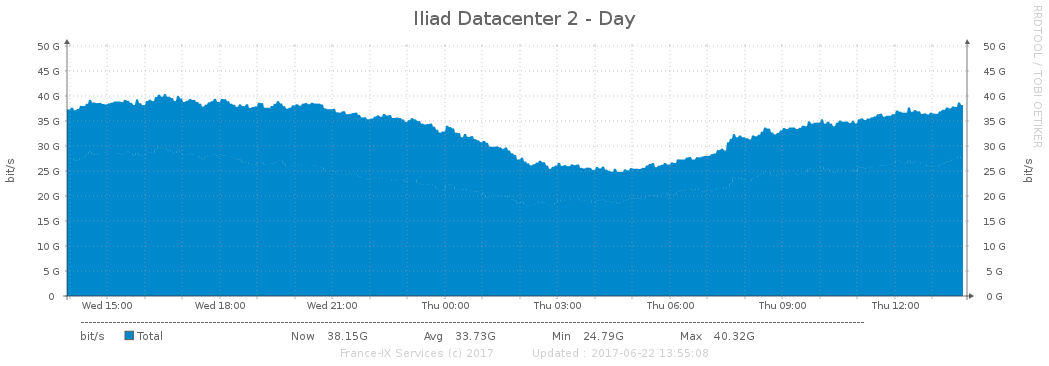 Iliad Datacenter 2 - Day
RRDTOOL / TOBI OETIKER
50 G 50 G
45 G 45 G
40 G 40 G
35 G 35 G
30 G 30 G
25 G 25 G
20 G 20 G
15 G 15 G
10 G 10 G
5 G 5 G
0 0 G
bit/s bit/s
Wed 15:00 Wed 18:00 Wed 21:00 Thu 00:00 Thu 03:00 Thu 06:00 Thu 09:00 Thu 12:00
bit/s Total Now 38.15G Avg 33.73G Min 24.79G Max 40.32G
France-IX Services (c) 2017 Updated : 2017-06-22 13:55:08